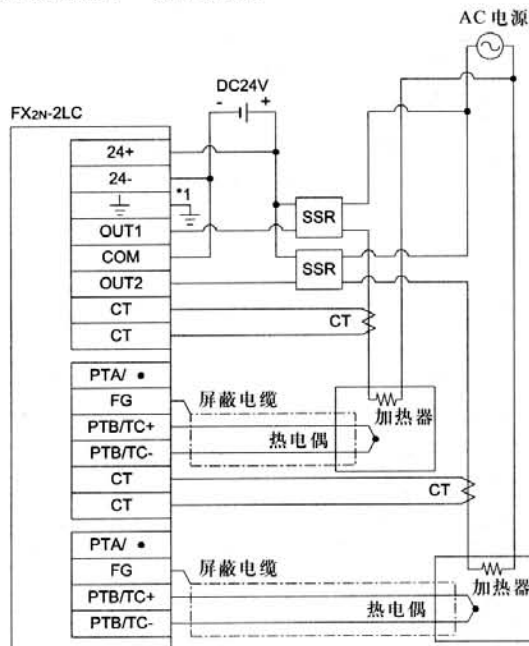 AC 电源
DC24V
- +
FX2N-2LC
24+
24-
*1
SSR
OUT1
COM
SSR
OUT2
CT
CT
CT
PTA/ •
FG
屏蔽电缆
加热器
PTB/TC+
热电偶
PTB/TC-
CT
CT
CT
PTA/ •
FG
屏蔽电缆
加热器
PTB/TC+
热电偶
PTB/TC-